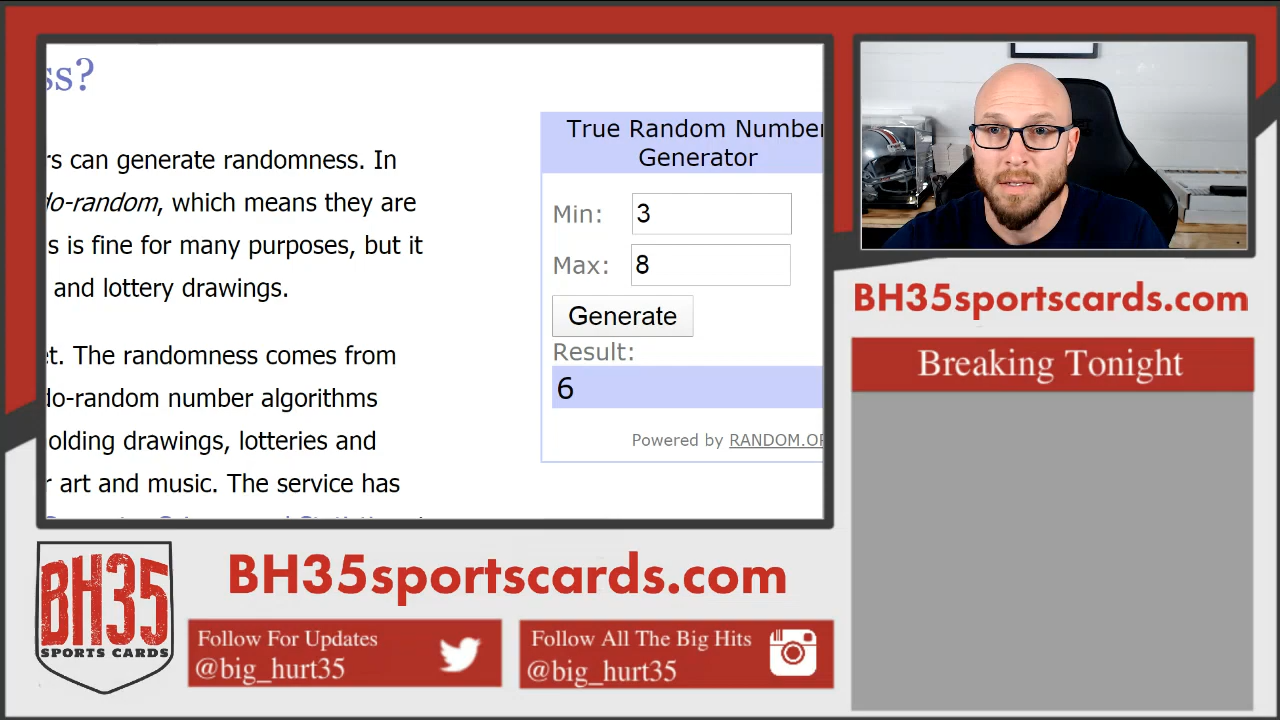 ss?
rs can generate randomness. In
do-random, which means they are
s is fine for many purposes, but it
and lottery drawings.
et. The randomness comes from
do-random number algorithms
olding drawings, lotteries and
r art and music. The service has
True Random Number
Generator
Min: 3
Max: 8
Generate
Result:
6
Powered by RANDOM.OR
BH35sportscards.com
Breaking Tonight
BH35
SPORTS CARDS
BH35sportscards.com
Follow For Updates
@big_hurt35
Follow All The Big Hits
@big_hurt35